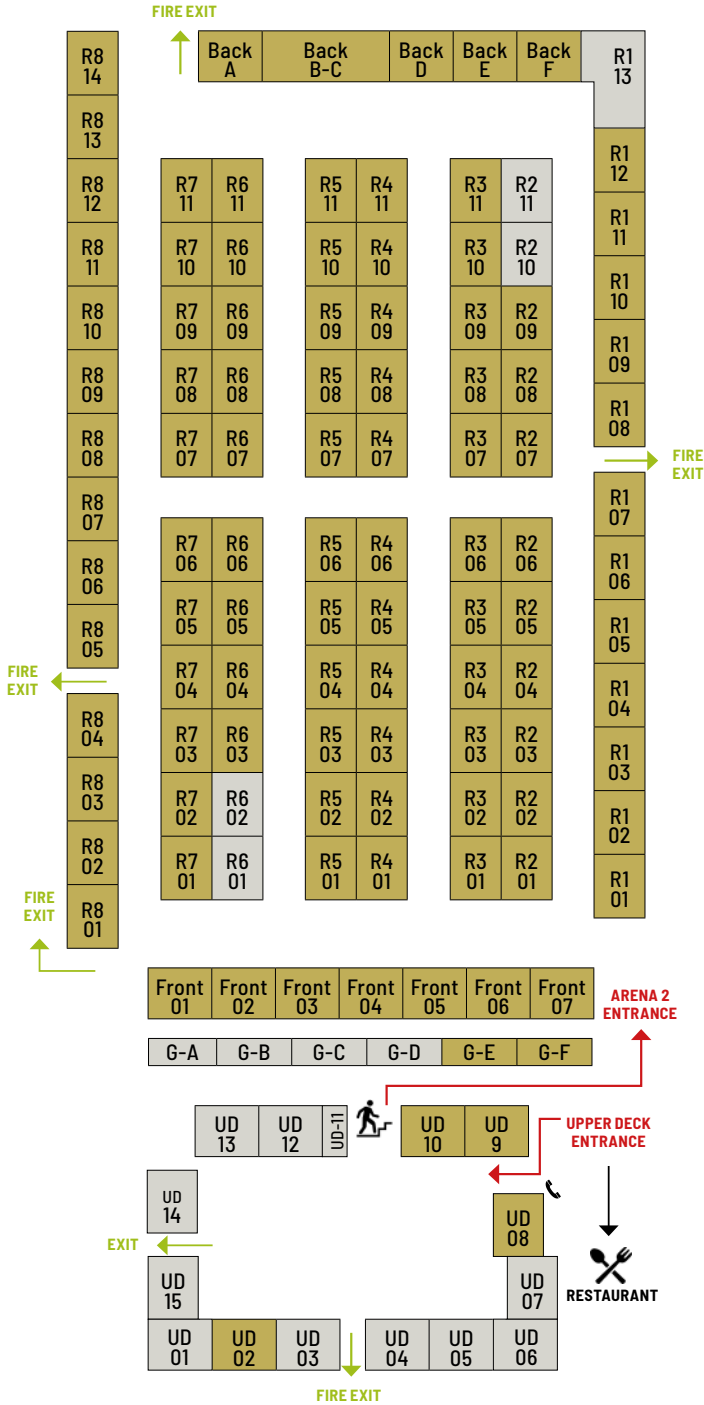 FIRE EXIT
Back
A
Back
B-C
Back
D
Back
E
Back
F
R1
13
R8
14
R8
13
R8
12
R8
11
R8
10
R8
09
R8
08
R8
07
R8
06
R8
05
FIRE
EXIT
R8
04
R8
03
R8
02
R8
01
FIRE
EXIT
R7
11
R6
11
R7
10
R6
10
R7
09
R6
09
R7
08
R6
08
R7
07
R6
07
R7
06
R6
06
R7
05
R6
05
R7
04
R6
04
R7
03
R6
03
R7
02
R6
02
R7
01
R6
01
R5
11
R4
11
R5
10
R4
10
R5
09
R4
09
R5
08
R4
08
R5
07
R4
07
R5
06
R4
06
R5
05
R4
05
R5
04
R4
04
R5
03
R4
03
R5
02
R4
02
R5
01
R4
01
R3
11
R2
11
R3
10
R2
10
R3
09
R2
09
R3
08
R2
08
R3
07
R2
07
R3
06
R2
06
R3
05
R2
05
R3
04
R2
04
R3
03
R2
03
R3
02
R2
02
R3
01
R2
01
R1
12
R1
11
R1
10
R1
09
R1
08
FIRE
EXIT
R1
07
R1
06
R1
05
R1
04
R1
03
R1
02
R1
01
Front
01
Front
02
Front
03
Front
04
Front
05
Front
06
Front
07
ARENA 2
ENTRANCE
G-A
G-B
G-C
G-D
G-E
G-F
UD
13
UD
12
UD-11
UD
10
UD
9
UPPER DECK
ENTRANCE
UD
14
UD
08
EXIT
UD
15
UD
07
RESTAURANT
UD
01
UD
02
UD
03
UD
04
UD
05
UD
06
FIRE EXIT